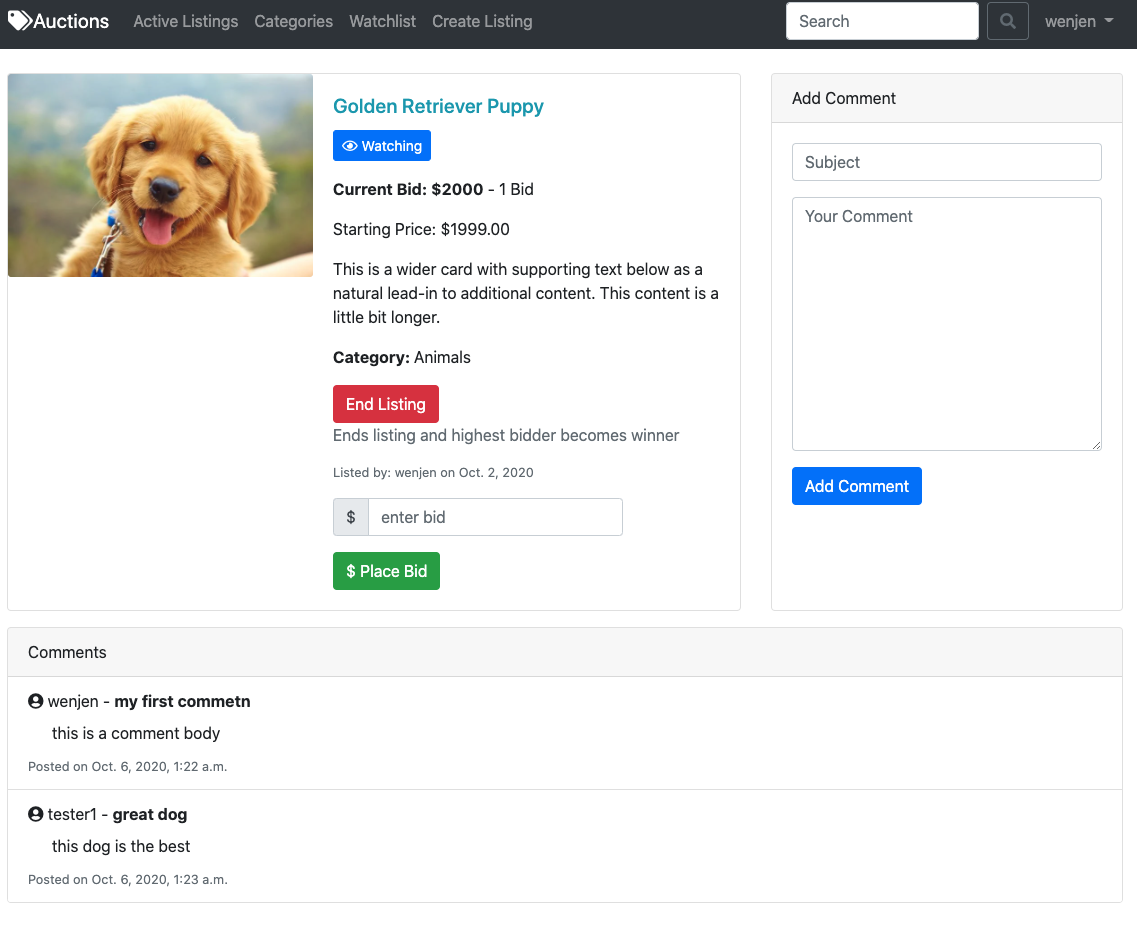 Auctions Active Listings Categories Watchlist Create Listing Search wenjen
Golden Retriever Puppy
Watching
Current Bid: $2000 - 1 Bid
Starting Price: $1999.00
This is a wider card with supporting text below as a
natural lead-in to additional content. This content is a
little bit longer.
Category: Animals
End Listing
Ends listing and highest bidder becomes winner
Listed by: wenjen on Oct. 2, 2020
$ enter bid
$ Place Bid
Add Comment
Subject
Your Comment
Add Comment
Comments
wenjen - my first commetn
this is a comment body
Posted on Oct. 6, 2020, 1:22 a.m.
tester1 - great dog
this dog is the best
Posted on Oct. 6, 2020, 1:23 a.m.